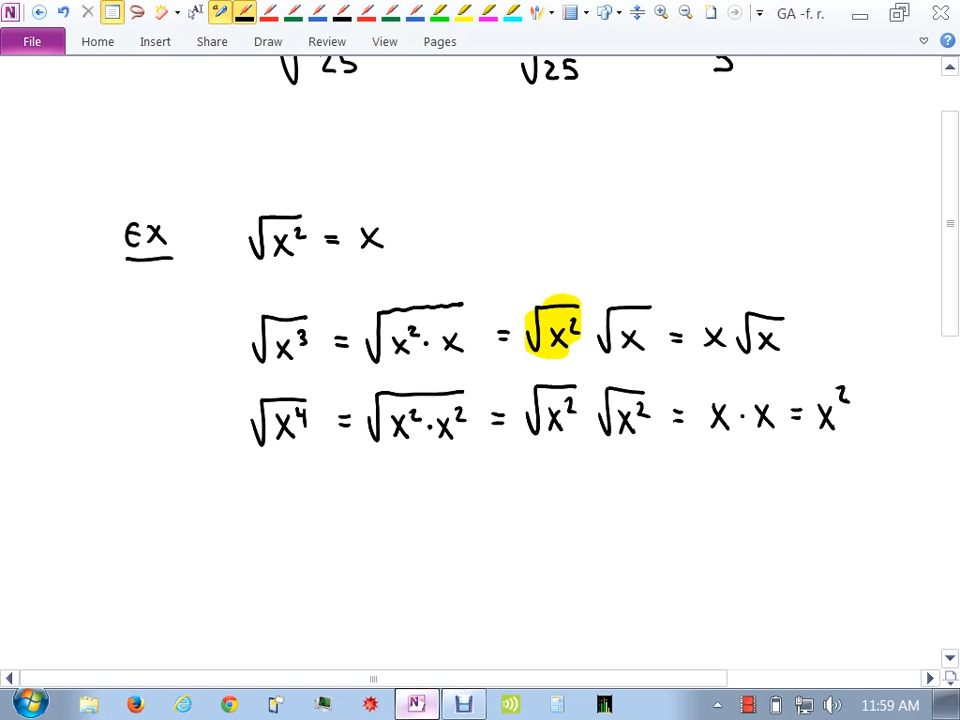 GA -f. r.
File Home Insert Share Draw Review View Pages
√25 √25 5
Ex √x² = x
√x³ = √x²·x = √x² √x = x√x
√x⁴ = √x²·x² = √x² √x² = x·x = x²
11:59 AM